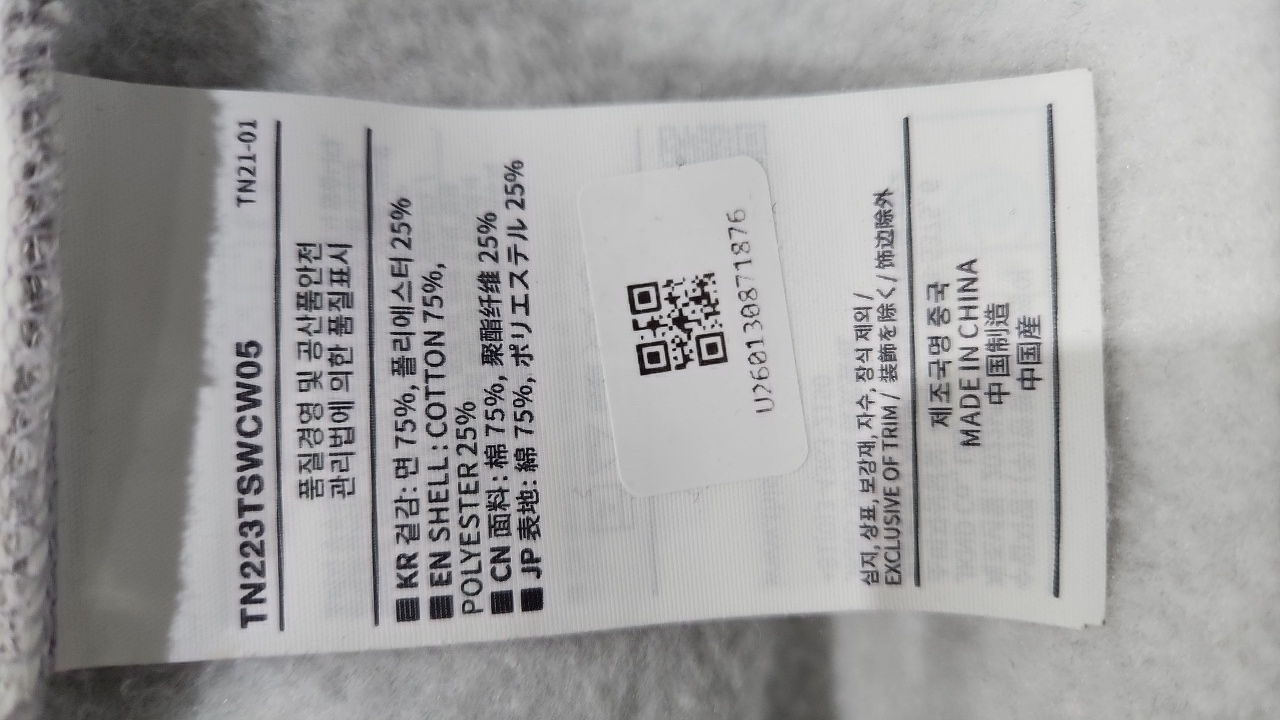 TN223TSWCW05 TN21-01
품질경영 및 공산품안전
관리법에 의한 품질표시
■ KR 겉감: 면 75%, 폴리에스터 25%
■ EN SHELL : COTTON 75%,
POLYESTER 25%
■ CN 面料: 棉 75%, 聚酯纤维 25%
■ JP 表地: 綿 75%, ポリエステル 25%
U260130871876
심지, 상표, 보강재, 자수, 장식 제외 /
EXCLUSIVE OF TRIM / 装飾を除く / 饰边除外
제조국명 중국
MADE IN CHINA
中国制造
中国産